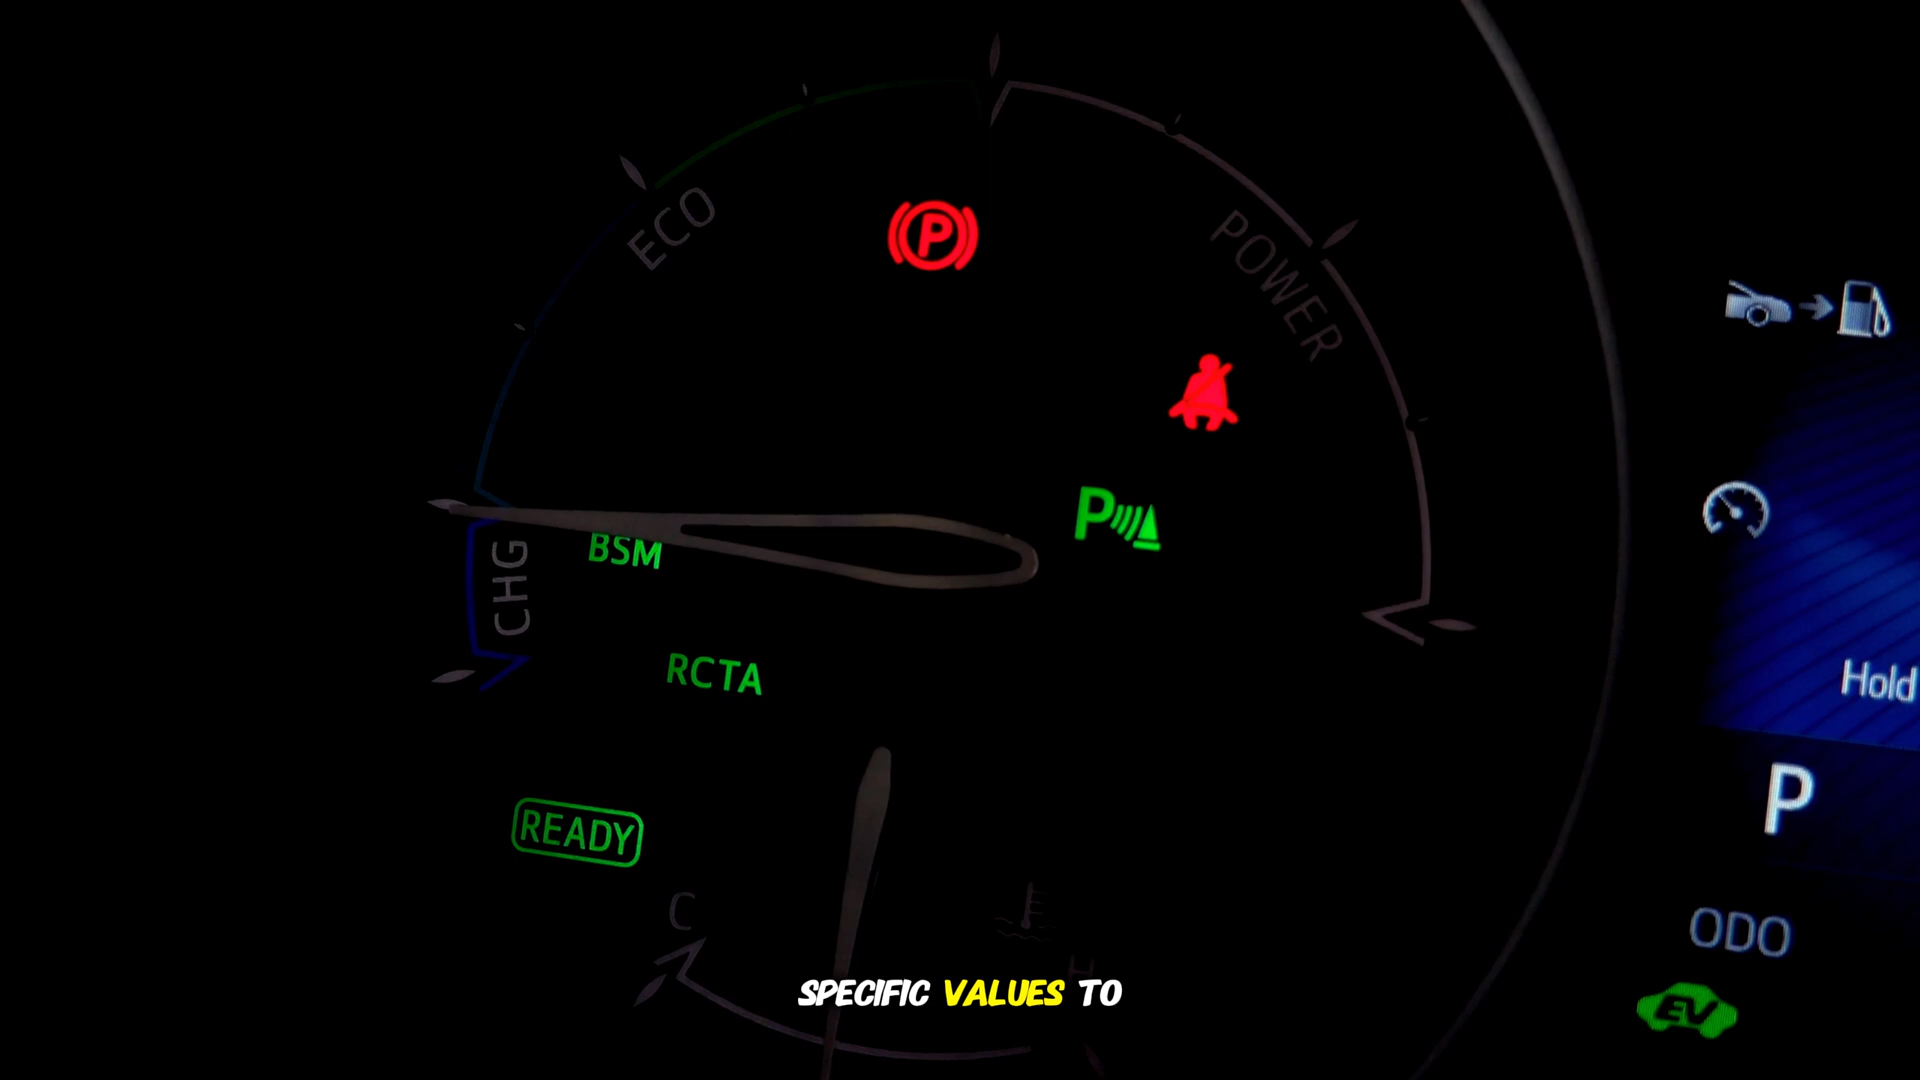 ECO
POWER
P
P
BSM
CHG
RCTA
READY
C
H
Hold
P
ODO
EV
SPECIFIC VALUES TO